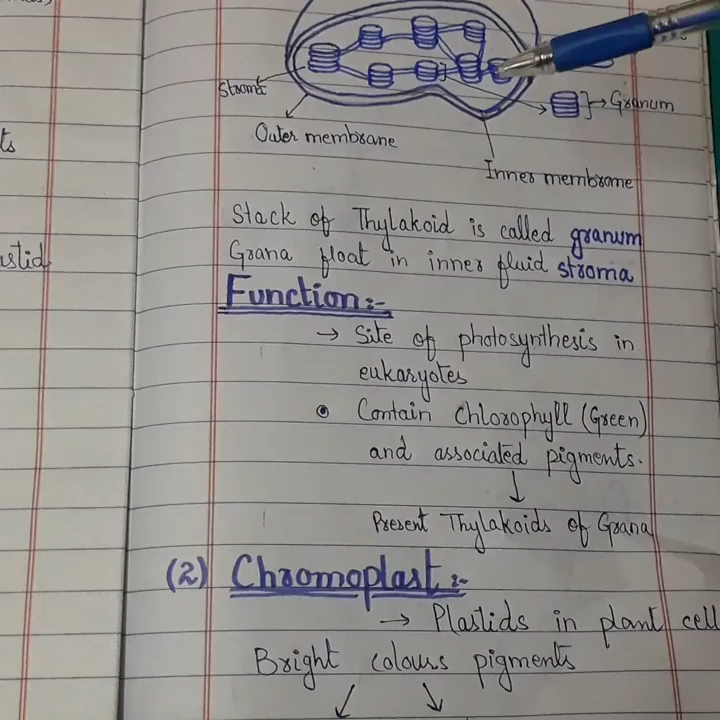 Stroma
Granum
Outer membrane
Inner membrane
ts
Stack of Thylakoid is called granum
astid
Grana float in inner fluid stroma
Function:-
→ Site of photosynthesis in
eukaryotes
• Contain Chlorophyll (Green)
and associated pigments.
↓
Present Thylakoids of Grana
(2) Chromoplast:-
→ Plastids in plant cell
Bright colours pigments